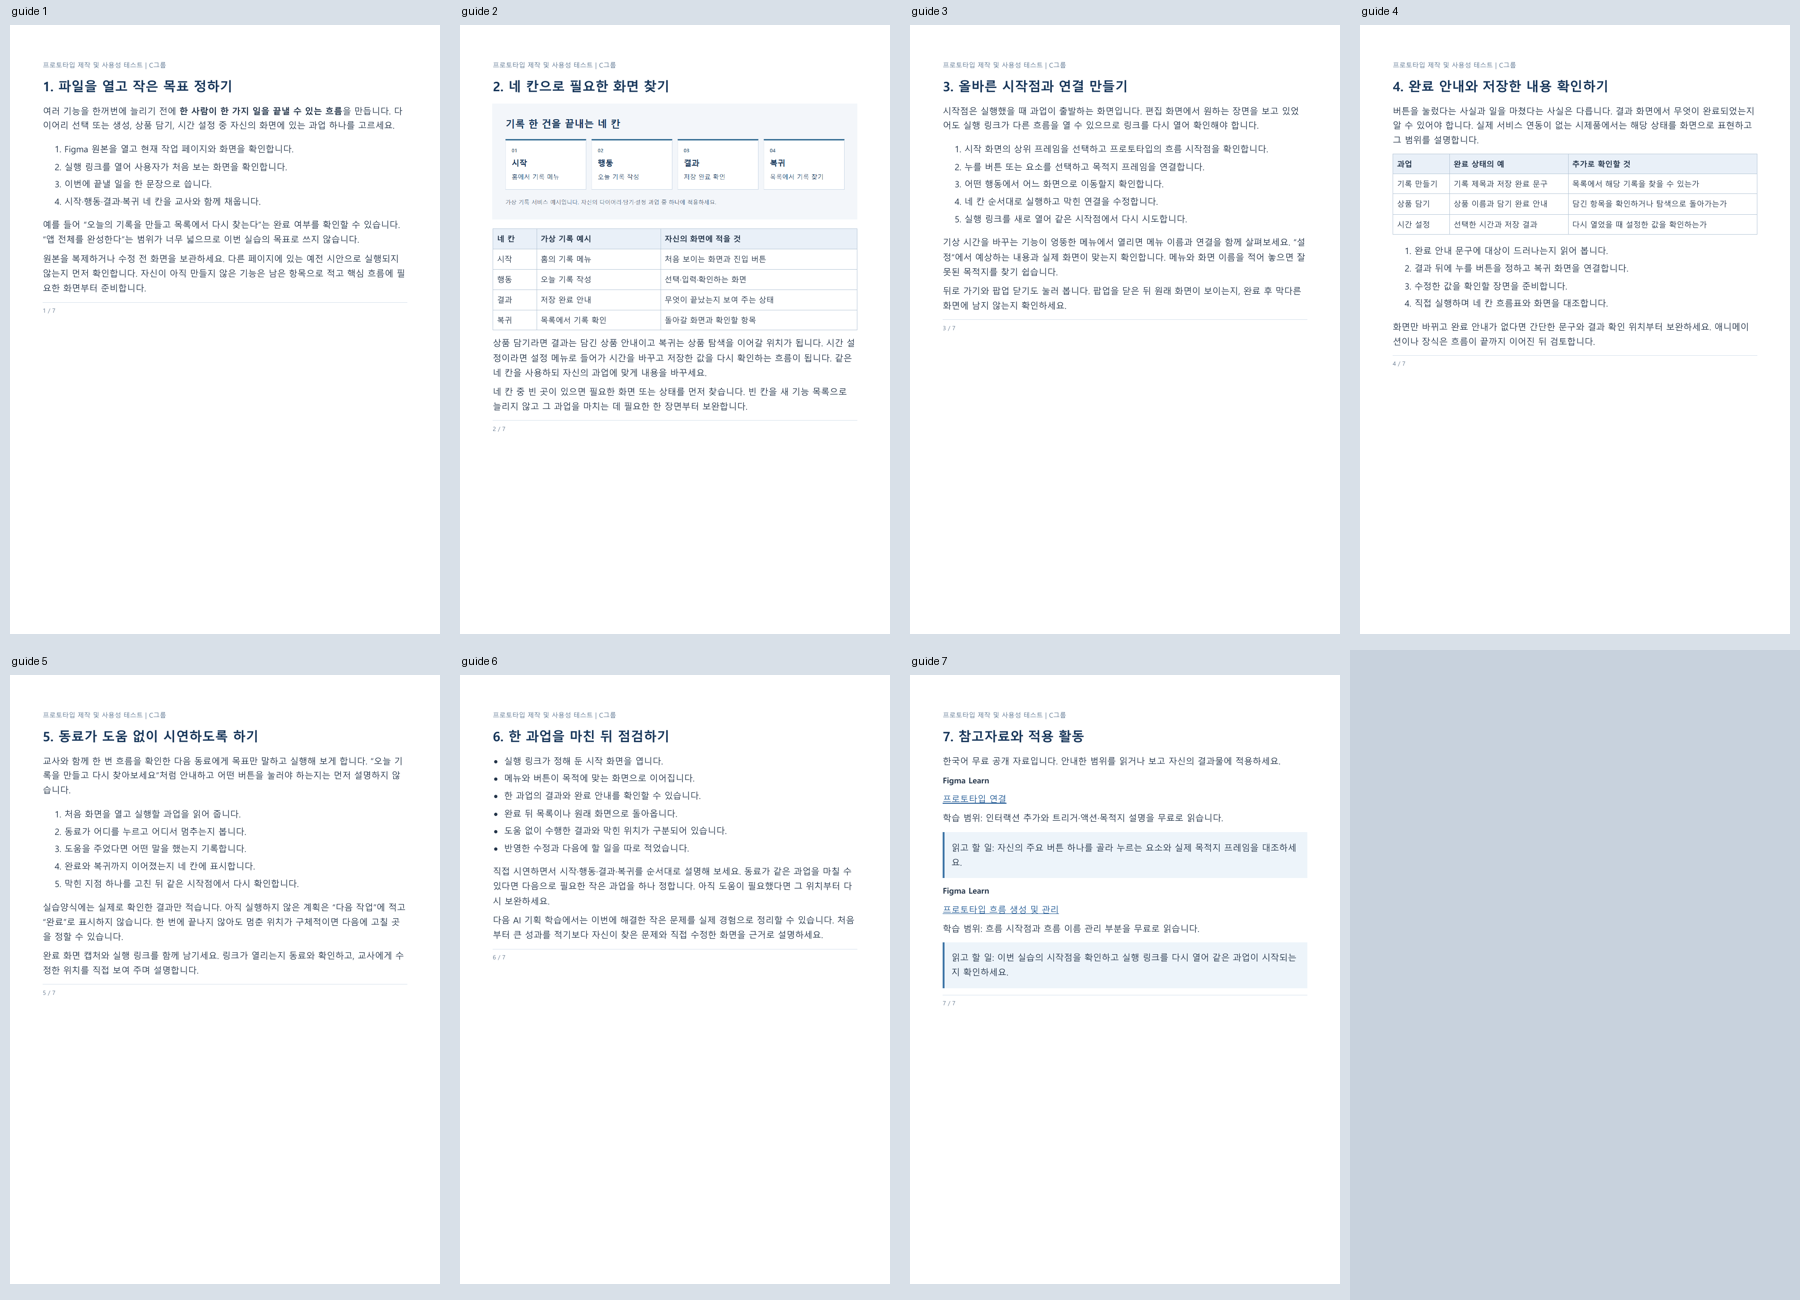 guide 1
프로토타입 제작 및 사용성 테스트 | C그룹
1. 파일을 열고 작은 목표 정하기
여러 기능을 한꺼번에 늘리기 전에 한 사람이 한 가지 일을 끝낼 수 있는 흐름을 만듭니다. 다
이어리 선택 또는 생성, 상품 담기, 시간 설정 중 자신의 화면에 있는 과업 하나를 고르세요.
1. Figma 원본을 열고 현재 작업 페이지와 화면을 확인합니다.
2. 실행 링크를 열어 사용자가 처음 보는 화면을 확인합니다.
3. 이번에 끝낼 일을 한 문장으로 씁니다.
4. 시작·행동·결과·복귀 네 칸을 교사와 함께 채웁니다.
예를 들어 “오늘의 기록을 만들고 목록에서 다시 찾는다”는 완료 여부를 확인할 수 있습니다.
“앱 전체를 완성한다”는 범위가 너무 넓으므로 이번 실습의 목표로 쓰지 않습니다.
원본을 복제하거나 수정 전 화면을 보관하세요. 다른 페이지에 있는 예전 시안으로 실행되지
않는지 먼저 확인합니다. 자신이 아직 만들지 않은 기능은 남은 항목으로 적고 핵심 흐름에 필
요한 화면부터 준비합니다.
1 / 7
guide 2
프로토타입 제작 및 사용성 테스트 | C그룹
2. 네 칸으로 필요한 화면 찾기
기록 한 건을 끝내는 네 칸
01
시작
홈에서 기록 메뉴
02
행동
오늘 기록 작성
03
결과
저장 완료 확인
04
복귀
목록에서 기록 찾기
가상 기록 서비스 예시입니다. 자신의 다이어리·담기·설정 과업 중 하나에 적용하세요.
네 칸 가상 기록 예시 자신의 화면에 적을 것
시작 홈의 기록 메뉴 처음 보이는 화면과 진입 버튼
행동 오늘 기록 작성 선택·입력·확인하는 화면
결과 저장 완료 안내 무엇이 끝났는지 보여 주는 상태
복귀 목록에서 기록 확인 돌아갈 화면과 확인할 항목
상품 담기라면 결과는 담긴 상품 안내이고 복귀는 상품 탐색을 이어갈 위치가 됩니다. 시간 설
정이라면 설정 메뉴로 들어가 시간을 바꾸고 저장한 값을 다시 확인하는 흐름이 됩니다. 같은
네 칸을 사용하되 자신의 과업에 맞게 내용을 바꾸세요.
네 칸 중 빈 곳이 있으면 필요한 화면 또는 상태를 먼저 찾습니다. 빈 칸을 새 기능 목록으로
늘리지 않고 그 과업을 마치는 데 필요한 한 장면부터 보완합니다.
2 / 7
guide 3
프로토타입 제작 및 사용성 테스트 | C그룹
3. 올바른 시작점과 연결 만들기
시작점은 실행했을 때 과업이 출발하는 화면입니다. 편집 화면에서 원하는 장면을 보고 있었
어도 실행 링크가 다른 흐름을 열 수 있으므로 링크를 다시 열어 확인해야 합니다.
1. 시작 화면의 상위 프레임을 선택하고 프로토타입의 흐름 시작점을 확인합니다.
2. 누를 버튼 또는 요소를 선택하고 목적지 프레임을 연결합니다.
3. 어떤 행동에서 어느 화면으로 이동할지 확인합니다.
4. 네 칸 순서대로 실행하고 막힌 연결을 수정합니다.
5. 실행 링크를 새로 열어 같은 시작점에서 다시 시도합니다.
기상 시간을 바꾸는 기능이 엉뚱한 메뉴에서 열리면 메뉴 이름과 연결을 함께 살펴보세요. “설
정”에서 예상하는 내용과 실제 화면이 맞는지 확인합니다. 메뉴와 화면 이름을 적어 놓으면 잘
못된 목적지를 찾기 쉽습니다.
뒤로 가기와 팝업 닫기도 눌러 봅니다. 팝업을 닫은 뒤 원래 화면이 보이는지, 완료 후 막다른
화면에 남지 않는지 확인하세요.
3 / 7
guide 4
프로토타입 제작 및 사용성 테스트 | C그룹
4. 완료 안내와 저장한 내용 확인하기
버튼을 눌렀다는 사실과 일을 마쳤다는 사실은 다릅니다. 결과 화면에서 무엇이 완료되었는지
알 수 있어야 합니다. 실제 서비스 연동이 없는 시제품에서는 해당 상태를 화면으로 표현하고
그 범위를 설명합니다.
과업 완료 상태의 예 추가로 확인할 것
기록 만들기 기록 제목과 저장 완료 문구 목록에서 해당 기록을 찾을 수 있는가
상품 담기 상품 이름과 담기 완료 안내 담긴 항목을 확인하거나 탐색으로 돌아가는가
시간 설정 선택한 시간과 저장 결과 다시 열었을 때 설정한 값을 확인하는가
1. 완료 안내 문구에 대상이 드러나는지 읽어 봅니다.
2. 결과 뒤에 누를 버튼을 정하고 복귀 화면을 연결합니다.
3. 수정한 값을 확인할 장면을 준비합니다.
4. 직접 실행하며 네 칸 흐름표와 화면을 대조합니다.
화면만 바뀌고 완료 안내가 없다면 간단한 문구와 결과 확인 위치부터 보완하세요. 애니메이
션이나 장식은 흐름이 끝까지 이어진 뒤 검토합니다.
4 / 7
guide 5
프로토타입 제작 및 사용성 테스트 | C그룹
5. 동료가 도움 없이 시연하도록 하기
교사와 함께 한 번 흐름을 확인한 다음 동료에게 목표만 말하고 실행해 보게 합니다. “오늘 기
록을 만들고 다시 찾아보세요”처럼 안내하고 어떤 버튼을 눌러야 하는지는 먼저 설명하지 않
습니다.
1. 처음 화면을 열고 실행할 과업을 읽어 줍니다.
2. 동료가 어디를 누르고 어디서 멈추는지 봅니다.
3. 도움을 주었다면 어떤 말을 했는지 기록합니다.
4. 완료와 복귀까지 이어졌는지 네 칸에 표시합니다.
5. 막힌 지점 하나를 고친 뒤 같은 시작점에서 다시 확인합니다.
실습양식에는 실제로 확인한 결과만 적습니다. 아직 실행하지 않은 계획은 “다음 작업”에 적고
“완료”로 표시하지 않습니다. 한 번에 끝나지 않아도 멈춘 위치가 구체적이면 다음에 고칠 곳
을 정할 수 있습니다.
완료 화면 캡처와 실행 링크를 함께 남기세요. 링크가 열리는지 동료와 확인하고, 교사에게 수
정한 위치를 직접 보여 주며 설명합니다.
5 / 7
guide 6
프로토타입 제작 및 사용성 테스트 | C그룹
6. 한 과업을 마친 뒤 점검하기
• 실행 링크가 정해 둔 시작 화면을 엽니다.
• 메뉴와 버튼이 목적에 맞는 화면으로 이어집니다.
• 한 과업의 결과와 완료 안내를 확인할 수 있습니다.
• 완료 뒤 목록이나 원래 화면으로 돌아옵니다.
• 도움 없이 수행한 결과와 막힌 위치가 구분되어 있습니다.
• 반영한 수정과 다음에 할 일을 따로 적었습니다.
직접 시연하면서 시작·행동·결과·복귀를 순서대로 설명해 보세요. 동료가 같은 과업을 마칠 수
있다면 다음으로 필요한 작은 과업을 하나 정합니다. 아직 도움이 필요했다면 그 위치부터 다
시 보완하세요.
다음 AI 기획 학습에서는 이번에 해결한 작은 문제를 실제 경험으로 정리할 수 있습니다. 처음
부터 큰 성과를 적기보다 자신이 찾은 문제와 직접 수정한 화면을 근거로 설명하세요.
6 / 7
guide 7
프로토타입 제작 및 사용성 테스트 | C그룹
7. 참고자료와 적용 활동
한국어 무료 공개 자료입니다. 안내한 범위를 읽거나 보고 자신의 결과물에 적용하세요.
Figma Learn
프로토타입 연결
학습 범위: 인터랙션 추가와 트리거·액션·목적지 설명을 무료로 읽습니다.
읽고 할 일: 자신의 주요 버튼 하나를 골라 누르는 요소와 실제 목적지 프레임을 대조하세
요.
Figma Learn
프로토타입 흐름 생성 및 관리
학습 범위: 흐름 시작점과 흐름 이름 관리 부분을 무료로 읽습니다.
읽고 할 일: 이번 실습의 시작점을 확인하고 실행 링크를 다시 열어 같은 과업이 시작되는
지 확인하세요.
7 / 7